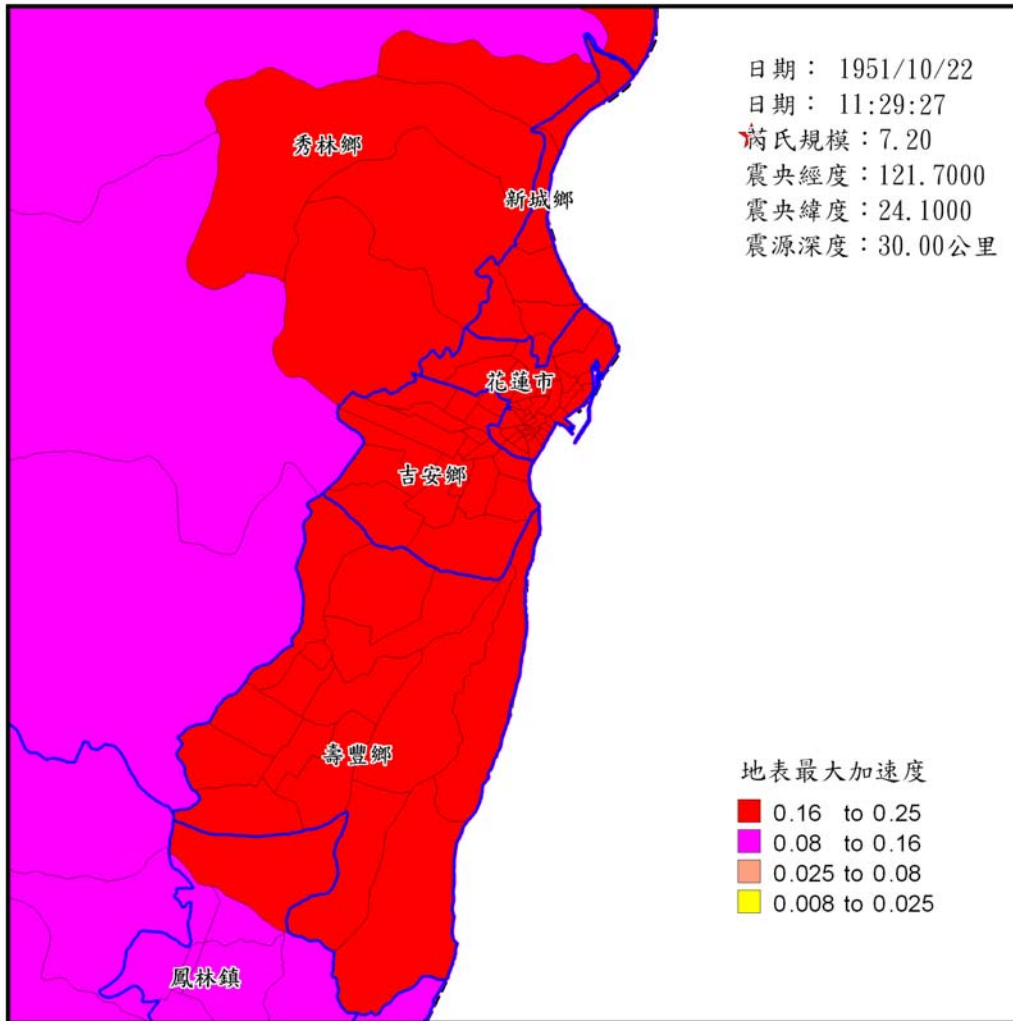 日期： 1951/10/22
日期： 11:29:27
芮氏規模：7.20
震央經度：121.7000
震央緯度：24.1000
震源深度：30.00公里
秀林鄉
新城鄉
花蓮市
吉安鄉
壽豐鄉
鳳林鎮
地表最大加速度
0.16 to 0.25
0.08 to 0.16
0.025 to 0.08
0.008 to 0.025